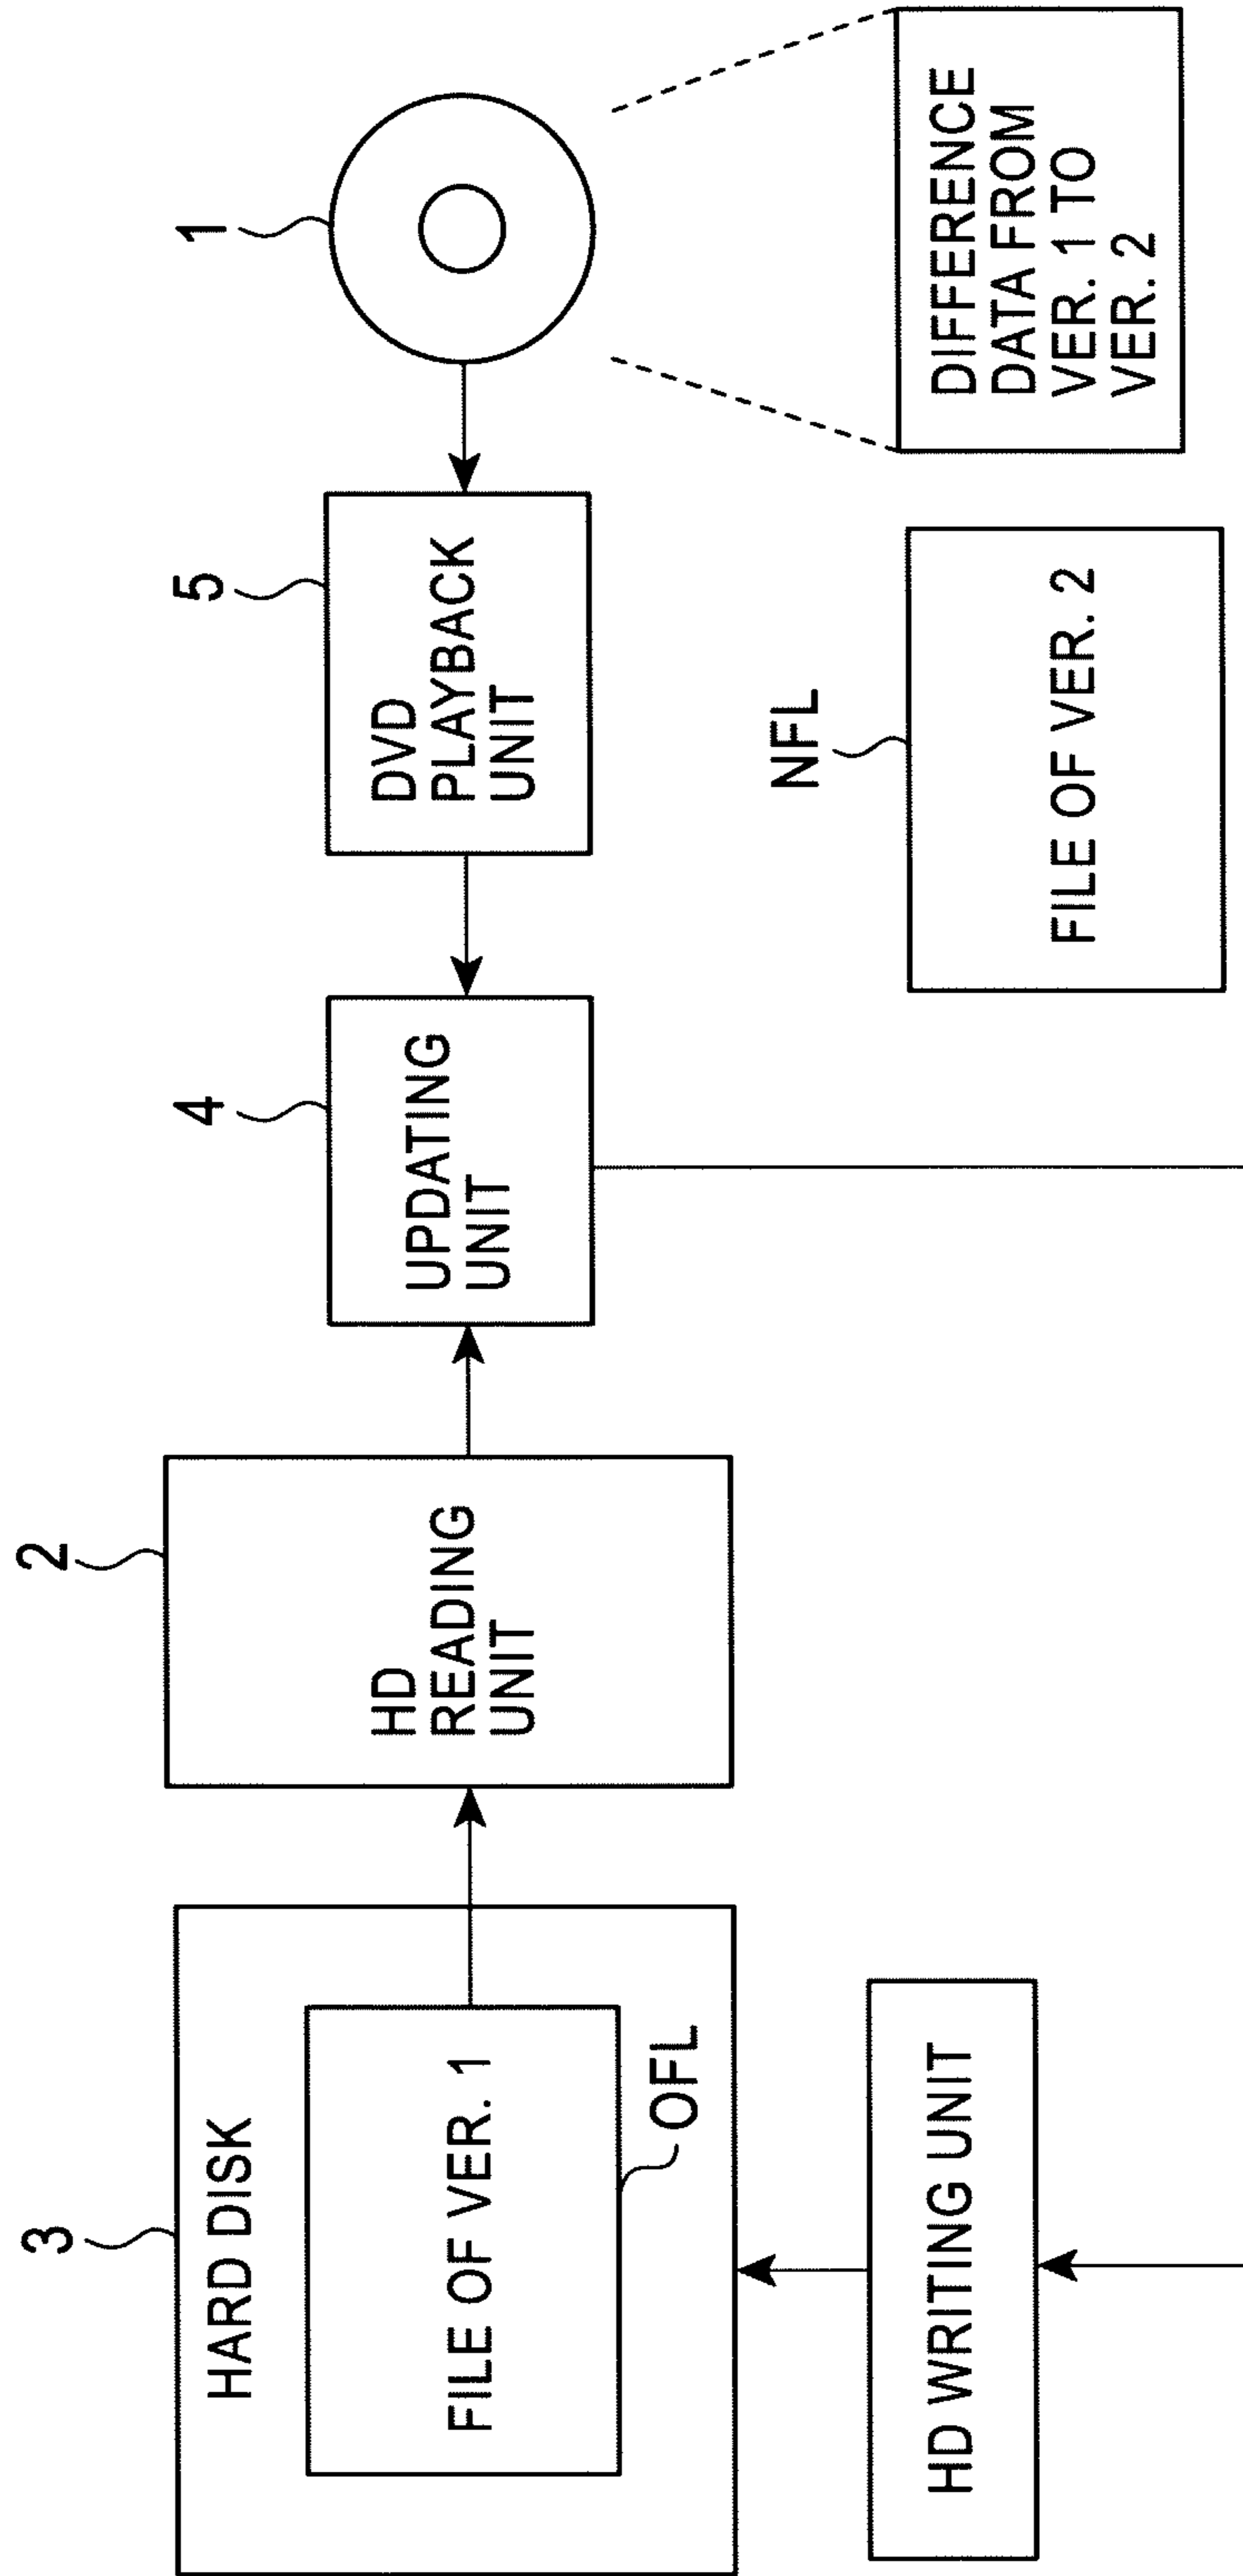 3
HARD DISK
FILE OF VER. 1
OFL
HD WRITING UNIT
2
HD
READING
UNIT
4
UPDATING
UNIT
5
DVD
PLAYBACK
UNIT
1
NFL
FILE OF VER. 2
DIFFERENCE
DATA FROM
VER. 1 TO
VER. 2